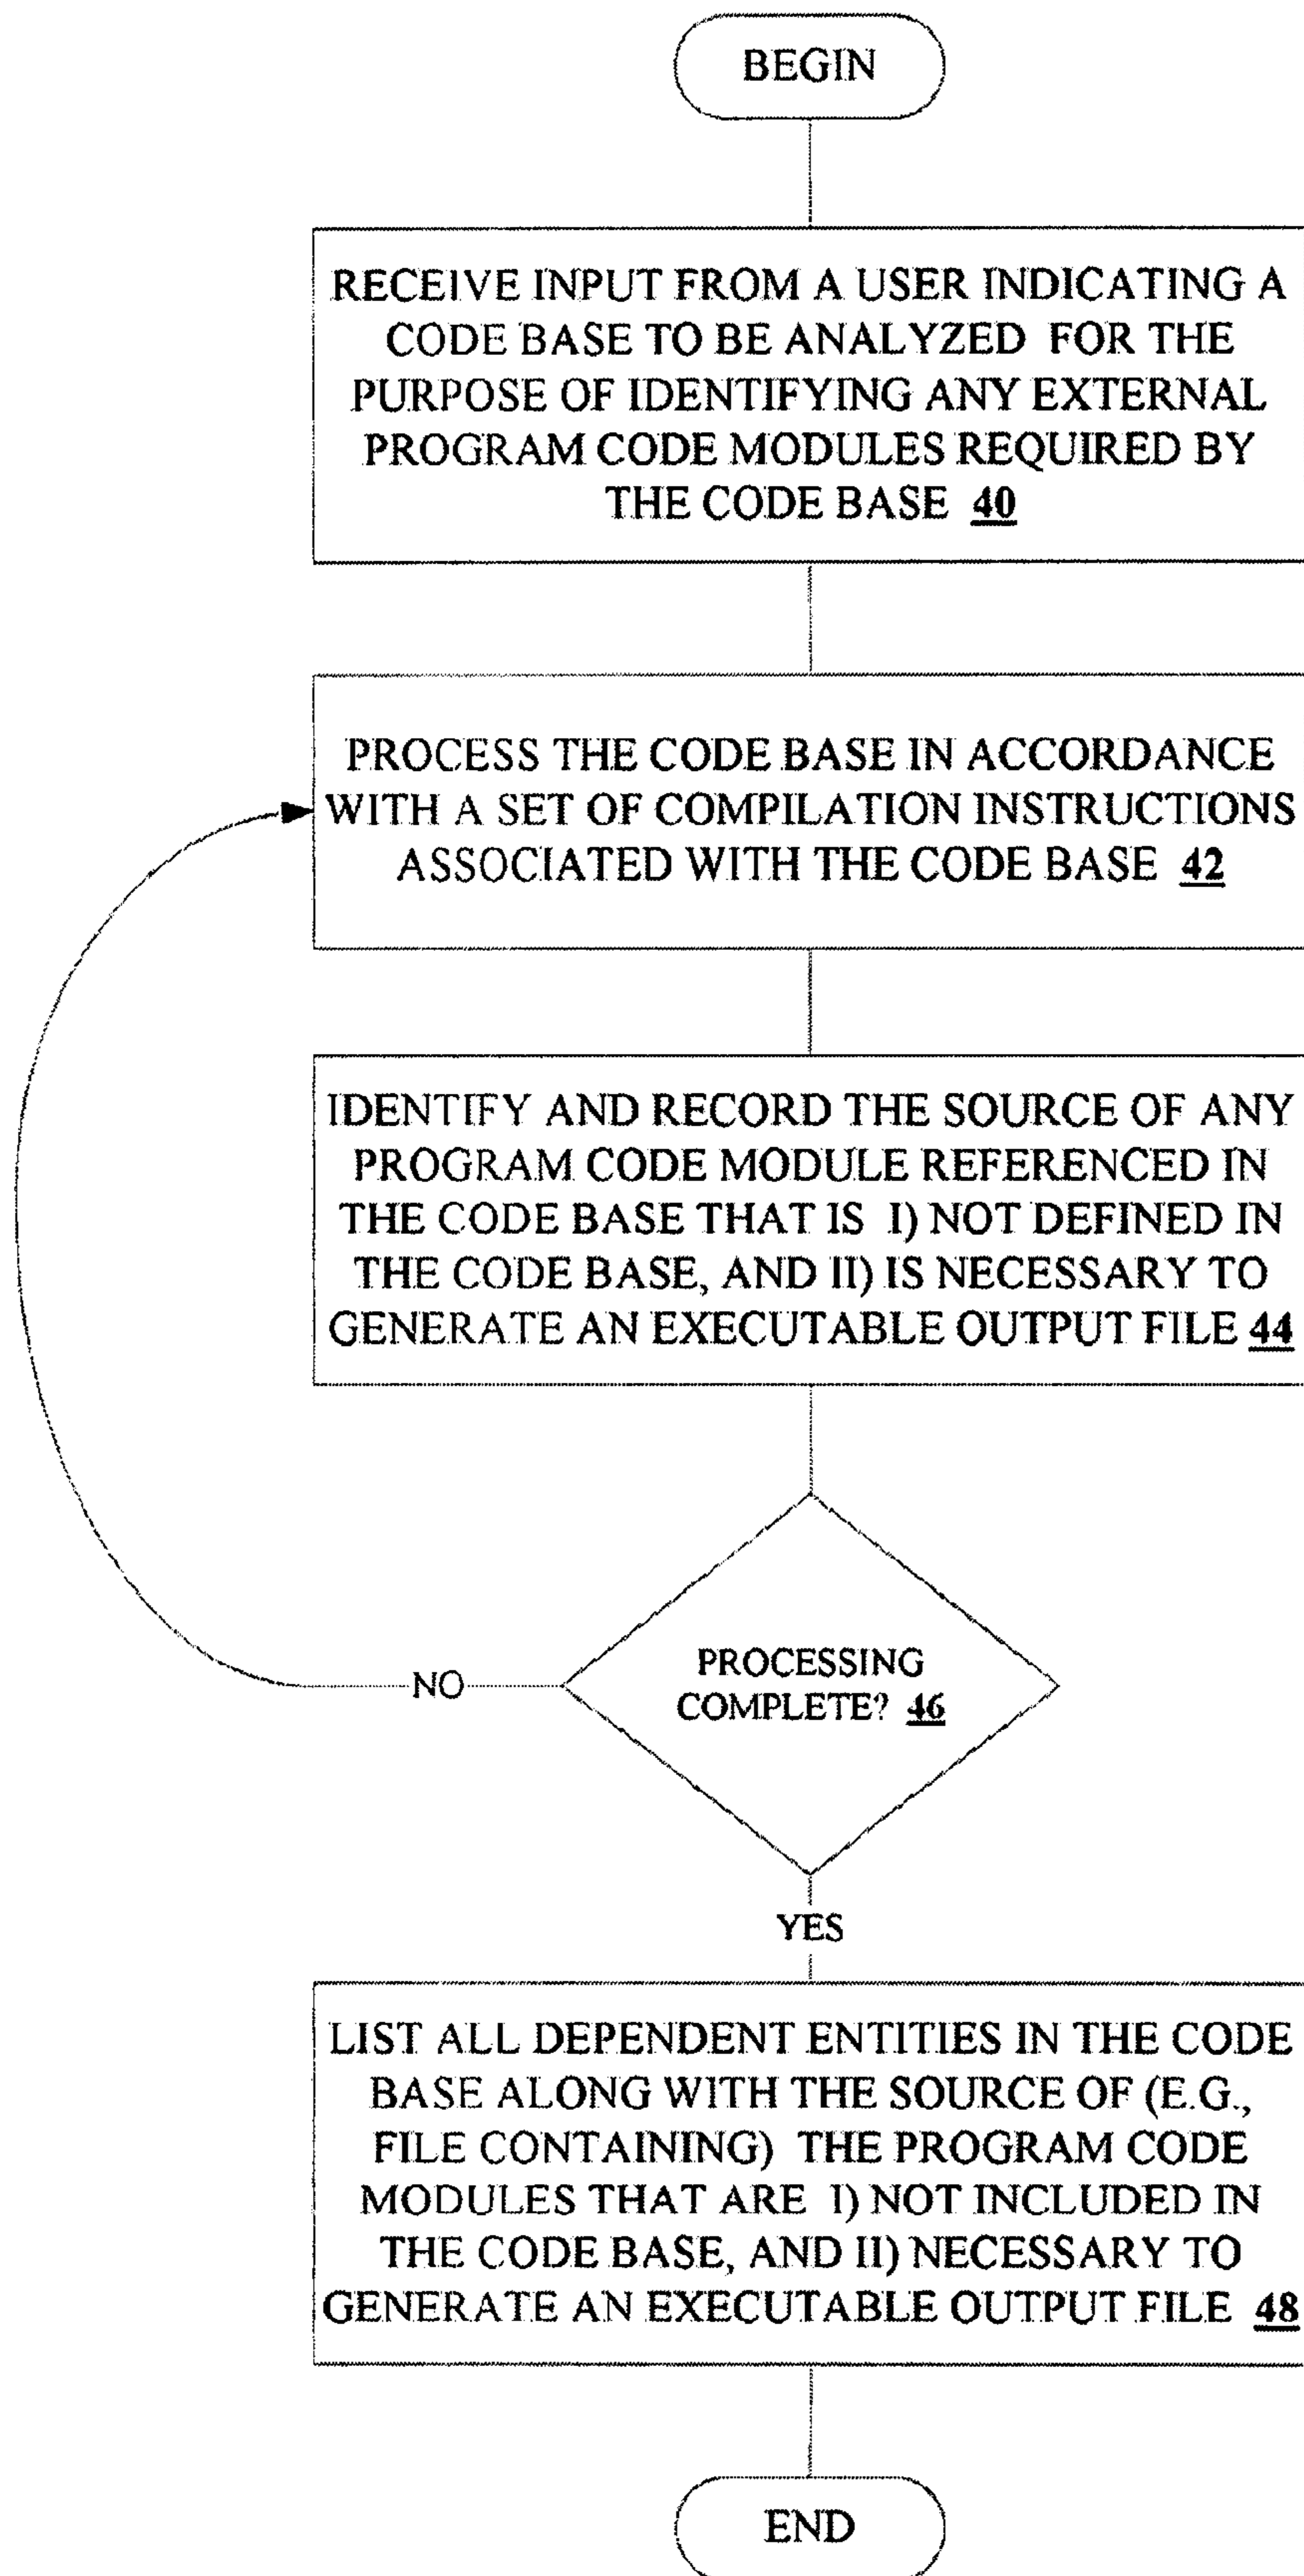 BEGIN
RECEIVE INPUT FROM A USER INDICATING A
CODE BASE TO BE ANALYZED FOR THE
PURPOSE OF IDENTIFYING ANY EXTERNAL
PROGRAM CODE MODULES REQUIRED BY
THE CODE BASE 40
PROCESS THE CODE BASE IN ACCORDANCE
WITH A SET OF COMPILATION INSTRUCTIONS
ASSOCIATED WITH THE CODE BASE 42
IDENTIFY AND RECORD THE SOURCE OF ANY
PROGRAM CODE MODULE REFERENCED IN
THE CODE BASE THAT IS I) NOT DEFINED IN
THE CODE BASE, AND II) IS NECESSARY TO
GENERATE AN EXECUTABLE OUTPUT FILE 44
PROCESSING
COMPLETE? 46
NO
YES
LIST ALL DEPENDENT ENTITIES IN THE CODE
BASE ALONG WITH THE SOURCE OF (E.G.,
FILE CONTAINING) THE PROGRAM CODE
MODULES THAT ARE I) NOT INCLUDED IN
THE CODE BASE, AND II) NECESSARY TO
GENERATE AN EXECUTABLE OUTPUT FILE 48
END